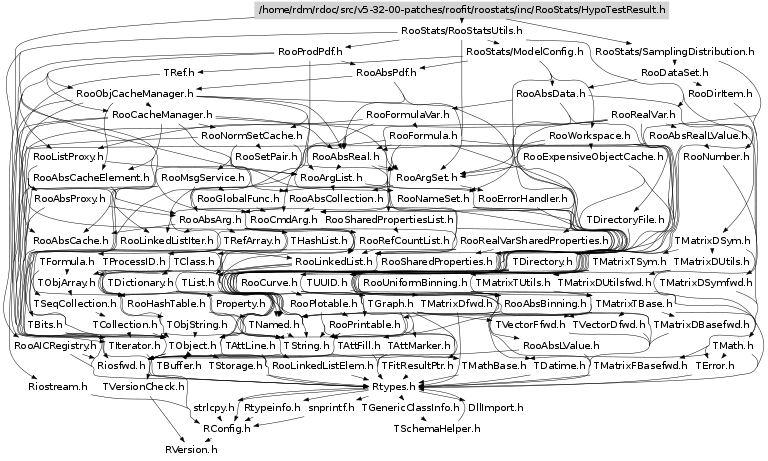 /home/rdm/rdoc/src/v5-32-00-patches/roofit/roostats/inc/RooStats/HypoTestResult.h
RooStats/RooStatsUtils.h
RooProdPdf.h RooStats/ModelConfig.h RooStats/SamplingDistribution.h
TRef.h RooAbsPdf.h RooDataSet.h
RooObjCacheManager.h RooAbsData.h RooDirItem.h
RooCacheManager.h RooFormulaVar.h RooRealVar.h
RooNormSetCache.h RooFormula.h RooWorkspace.h RooAbsRealLValue.h
RooListProxy.h RooSetPair.h RooAbsReal.h RooExpensiveObjectCache.h RooNumber.h
RooAbsCacheElement.h RooMsgService.h RooArgList.h RooArgSet.h
RooAbsProxy.h RooGlobalFunc.h RooAbsCollection.h RooNameSet.h RooErrorHandler.h
RooAbsArg.h RooCmdArg.h RooSharedPropertiesList.h TDirectoryFile.h
RooAbsCache.h RooLinkedListIter.h TRefArray.h THashList.h RooRefCountList.h RooRealVarSharedProperties.h TMatrixDSym.h
TFormula.h TProcessID.h TClass.h RooLinkedList.h RooSharedProperties.h TDirectory.h TMatrixTSym.h TMatrixDUtils.h
TObjArray.h TDictionary.h TList.h RooCurve.h TUUID.h RooUniformBinning.h TMatrixTUtils.h TMatrixDUtilsfwd.h TMatrixDSymfwd.h
TSeqCollection.h RooHashTable.h Property.h RooPlotable.h TGraph.h TMatrixDfwd.h RooAbsBinning.h TMatrixTBase.h
TBits.h TCollection.h TObjString.h TNamed.h RooPrintable.h TVectorFfwd.h TVectorDfwd.h TMatrixDBasefwd.h
RooAICRegistry.h TIterator.h TObject.h TAttLine.h TString.h TAttFill.h TAttMarker.h RooAbsLValue.h TMath.h
Riosfwd.h TBuffer.h TStorage.h RooLinkedListElem.h TFitResultPtr.h TMathBase.h TDatime.h TMatrixFBasefwd.h TError.h
Riostream.h TVersionCheck.h Rtypes.h
strlcpy.h Rtypeinfo.h snprintf.h TGenericClassInfo.h DllImport.h
RConfig.h TSchemaHelper.h
RVersion.h